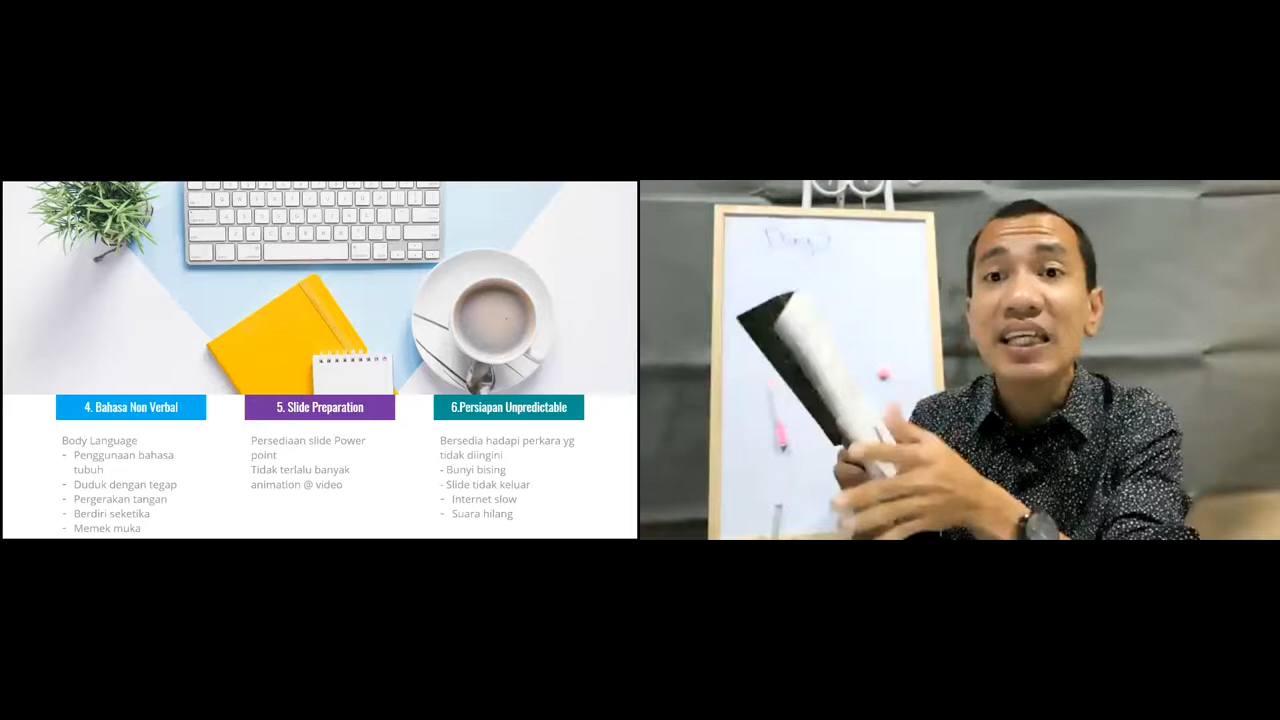 4. Bahasa Non Verbal
Body Language
- Penggunaan bahasa
tubuh
- Duduk dengan tegap
- Pergerakan tangan
- Berdiri seketika
- Memek muka
5. Slide Preparation
Persediaan slide Power
point
Tidak terlalu banyak
animation @ video
6.Persiapan Unpredictable
Bersedia hadapi perkara yg
tidak diingini
- Bunyi bising
- Slide tidak keluar
- Internet slow
- Suara hilang